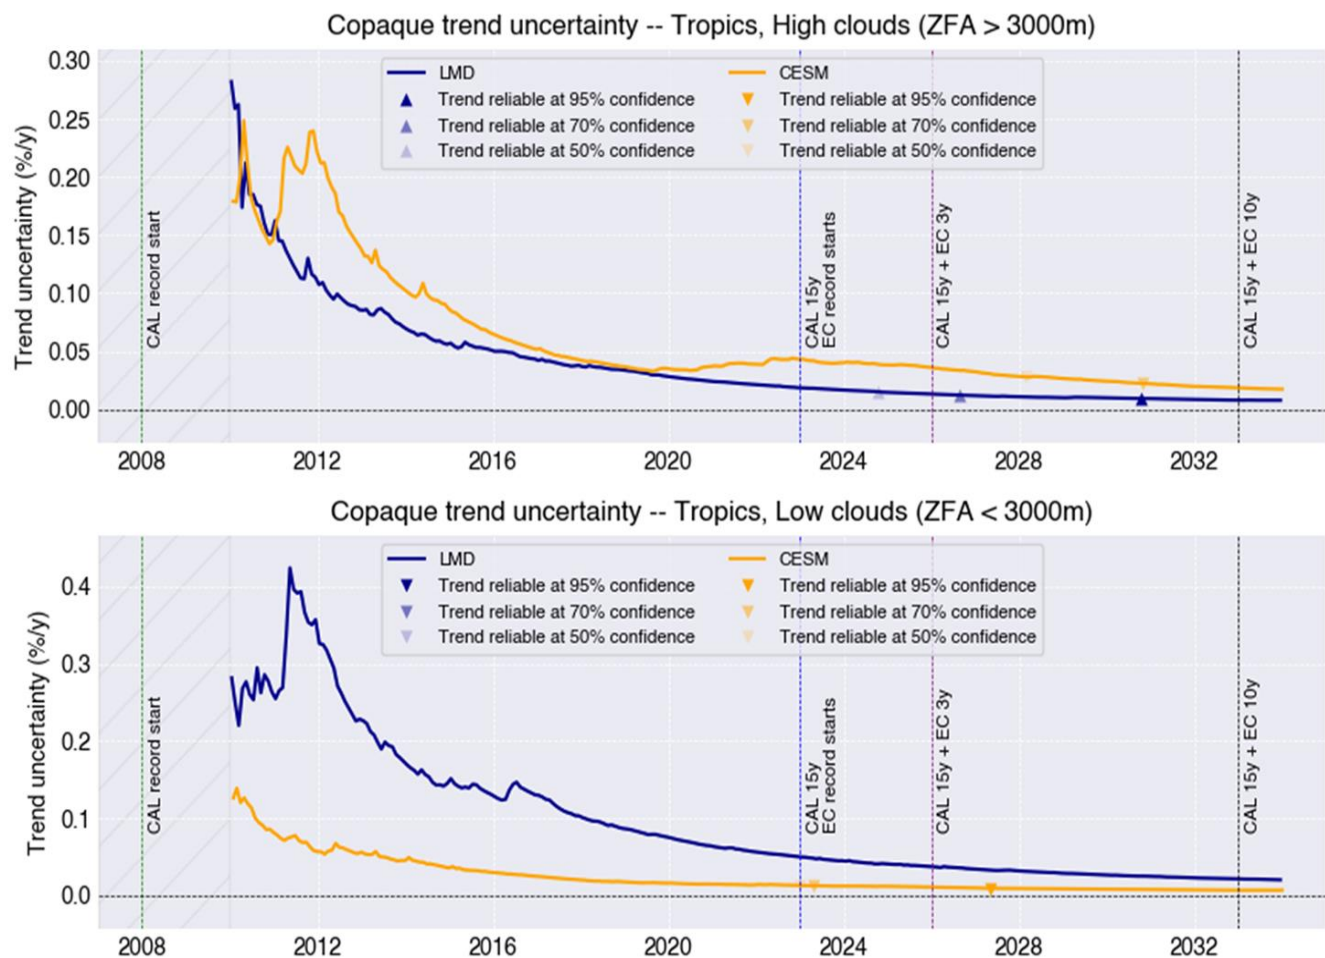 Copaque trend uncertainty -- Tropics, High clouds (ZFA > 3000m)
LMD
Trend reliable at 95% confidence
Trend reliable at 70% confidence
Trend reliable at 50% confidence
CESM
Trend reliable at 95% confidence
Trend reliable at 70% confidence
Trend reliable at 50% confidence
Trend uncertainty (%/y)
0.30
0.25
0.20
0.15
0.10
0.05
0.00
CAL record start
CAL 15y
EC record starts
CAL 15y + EC 3y
CAL 15y + EC 10y
2008 2012 2016 2020 2024 2028 2032
Copaque trend uncertainty -- Tropics, Low clouds (ZFA < 3000m)
LMD
Trend reliable at 95% confidence
Trend reliable at 70% confidence
Trend reliable at 50% confidence
CESM
Trend reliable at 95% confidence
Trend reliable at 70% confidence
Trend reliable at 50% confidence
Trend uncertainty (%/y)
0.4
0.3
0.2
0.1
0.0
CAL record start
CAL 15y
EC record starts
CAL 15y + EC 3y
CAL 15y + EC 10y
2008 2012 2016 2020 2024 2028 2032